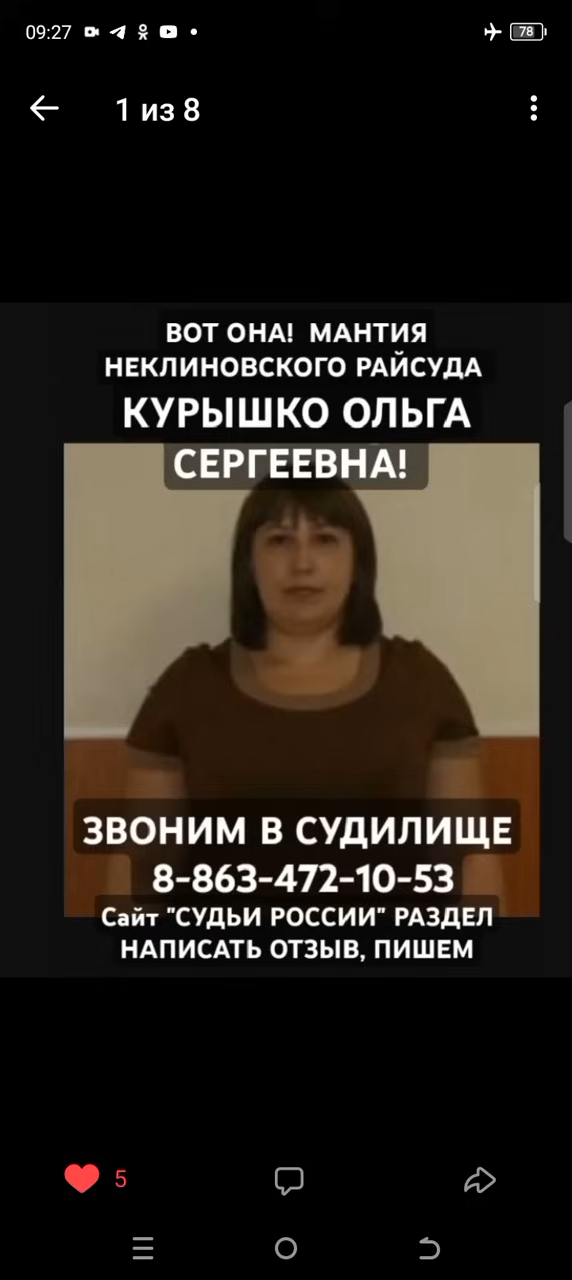 09:27
78
1 из 8
ВОТ ОНА! МАНТИЯ
НЕКЛИНОВСКОГО РАЙСУДА
КУРЫШКО ОЛЬГА
СЕРГЕЕВНА!
ЗВОНИМ В СУДИЛИЩЕ
8-863-472-10-53
Сайт "СУДЬИ РОССИИ" РАЗДЕЛ
НАПИСАТЬ ОТЗЫВ, ПИШЕМ
5